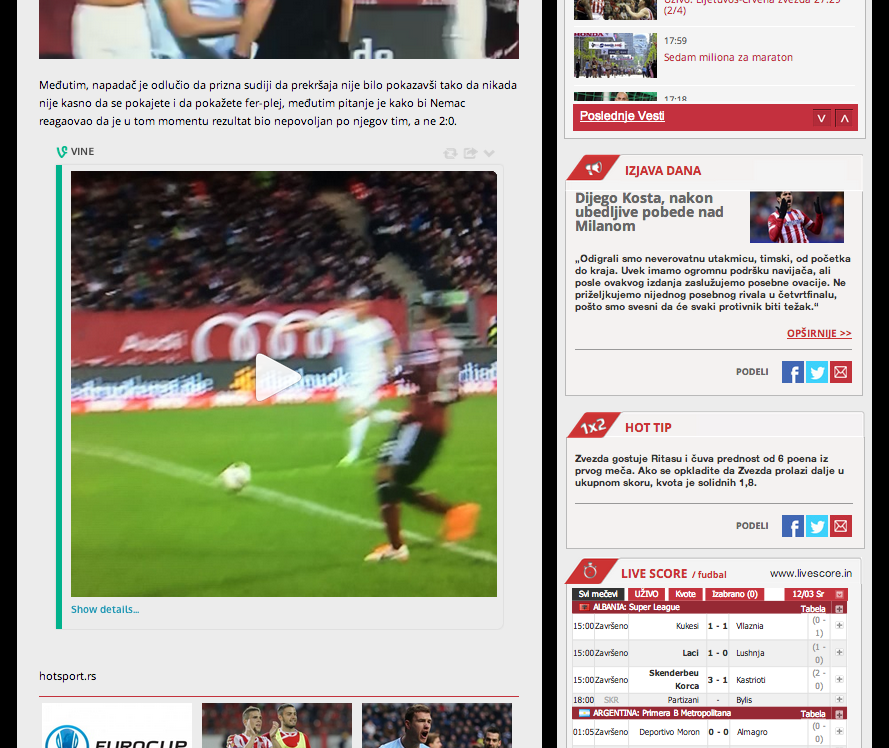 Međutim, napadač je odlučio da prizna sudiji da prekršaja nije bilo pokazavši tako da nikada
nije kasno da se pokajete i da pokažete fer-plej, međutim pitanje je kako bi Nemac
reagaovao da je u tom momentu rezultat bio nepovoljan po njegov tim, a ne 2:0.
VINE
Audi
Show details...
hotsport.rs
EUROCUP
Uživo: Lijetuvos-Crvena zvezda 27:29
(2/4)
HONDA
17:59
Sedam miliona za maraton
17:18
Poslednje Vesti
IZJAVA DANA
Dijego Kosta, nakon
ubedljive pobede nad
Milanom
„Odigrali smo neverovatnu utakmicu, timski, od početka
do kraja. Uvek imamo ogromnu podršku navijača, ali
posle ovakvog izdanja zaslužujemo posebne ovacije. Ne
priželjkujemo nijednog posebnog rivala u četvrtfinalu,
pošto smo svesni da će svaki protivnik biti težak.“
OPŠIRNIJE >>
PODELI
1x2 HOT TIP
Zvezda gostuje Ritasu i čuva prednost od 6 poena iz
prvog meča. Ako se opkladite da Zvezda prolazi dalje u
ukupnom skoru, kvota je solidnih 1,8.
PODELI
LIVE SCORE / fudbal www.livescore.in
Svi mečevi UŽIVO Kvote Izabrano (0) 12/03 Sr
ALBANIA: Super League Tabela
15:00 Završeno Kukesi 1 - 1 Vllaznia (0 - 1)
15:00 Završeno Laci 1 - 0 Lushnja (1 - 0)
15:00 Završeno Skenderbeu Korca 3 - 1 Kastrioti (2 - 0)
18:00 SKR Partizani - Bylis
ARGENTINA: Primera B Metropolitana Tabela
01:05 Završeno Deportivo Moron 0 - 0 Almagro (0 - 0)